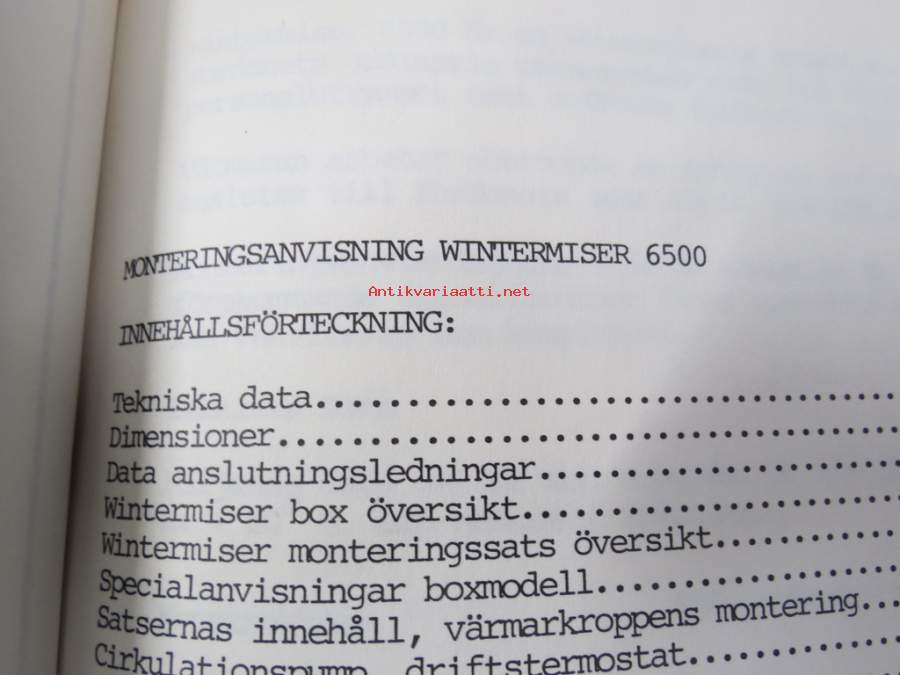 MONTERINGSANVISNING WINTERMISER 6500
Antikvariaatti.net
INNEHÅLLSFÖRTECKNING:
Tekniska data........................................
Dimensioner........................................
Data anslutningsledningar.........................
Wintermiser box översikt..........................
Wintermiser monteringssats översikt.............
Specialanvisningar boxmodell.....................
Satsernas innehåll, värmarkroppens montering...
Cirkulationspump, driftstermostat...............